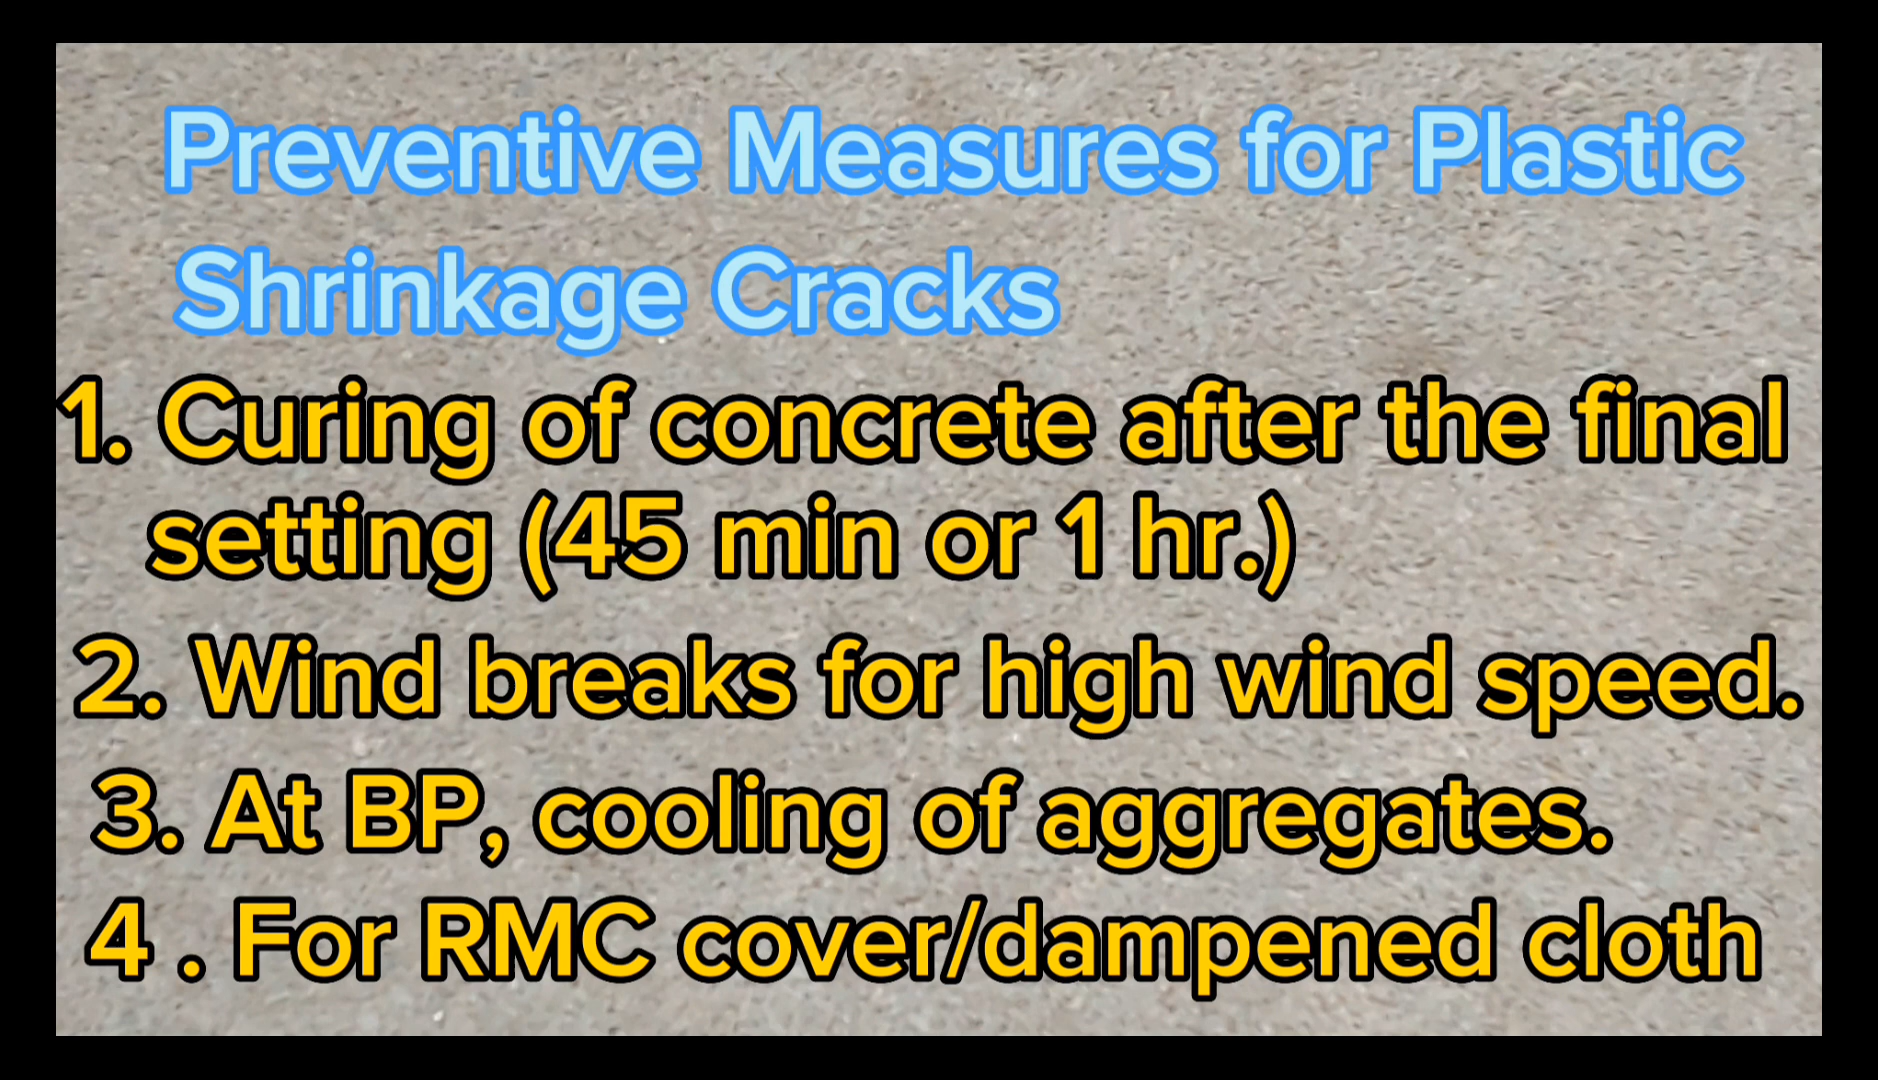 Preventive Measures for Plastic
Shrinkage Cracks
1. Curing of concrete after the final
setting (45 min or 1 hr.)
2. Wind breaks for high wind speed.
3. At BP, cooling of aggregates.
4 . For RMC cover/dampened cloth